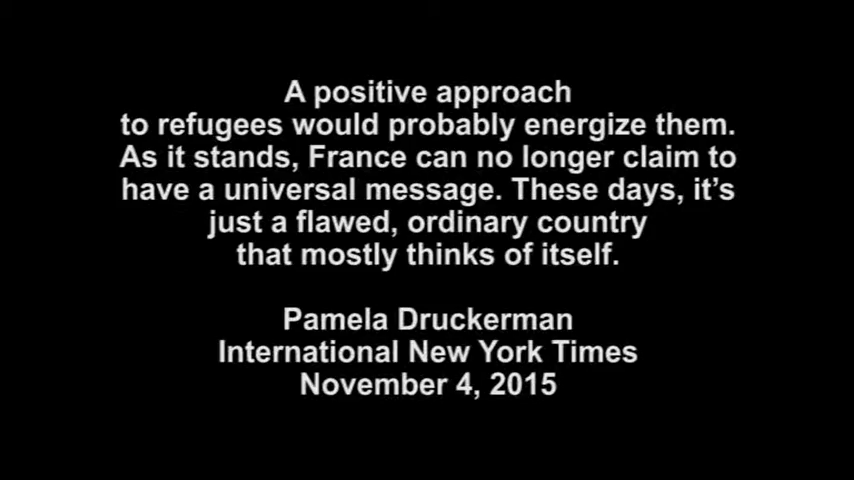 A positive approach
to refugees would probably energize them.
As it stands, France can no longer claim to
have a universal message. These days, it's
just a flawed, ordinary country
that mostly thinks of itself.
Pamela Druckerman
International New York Times
November 4, 2015